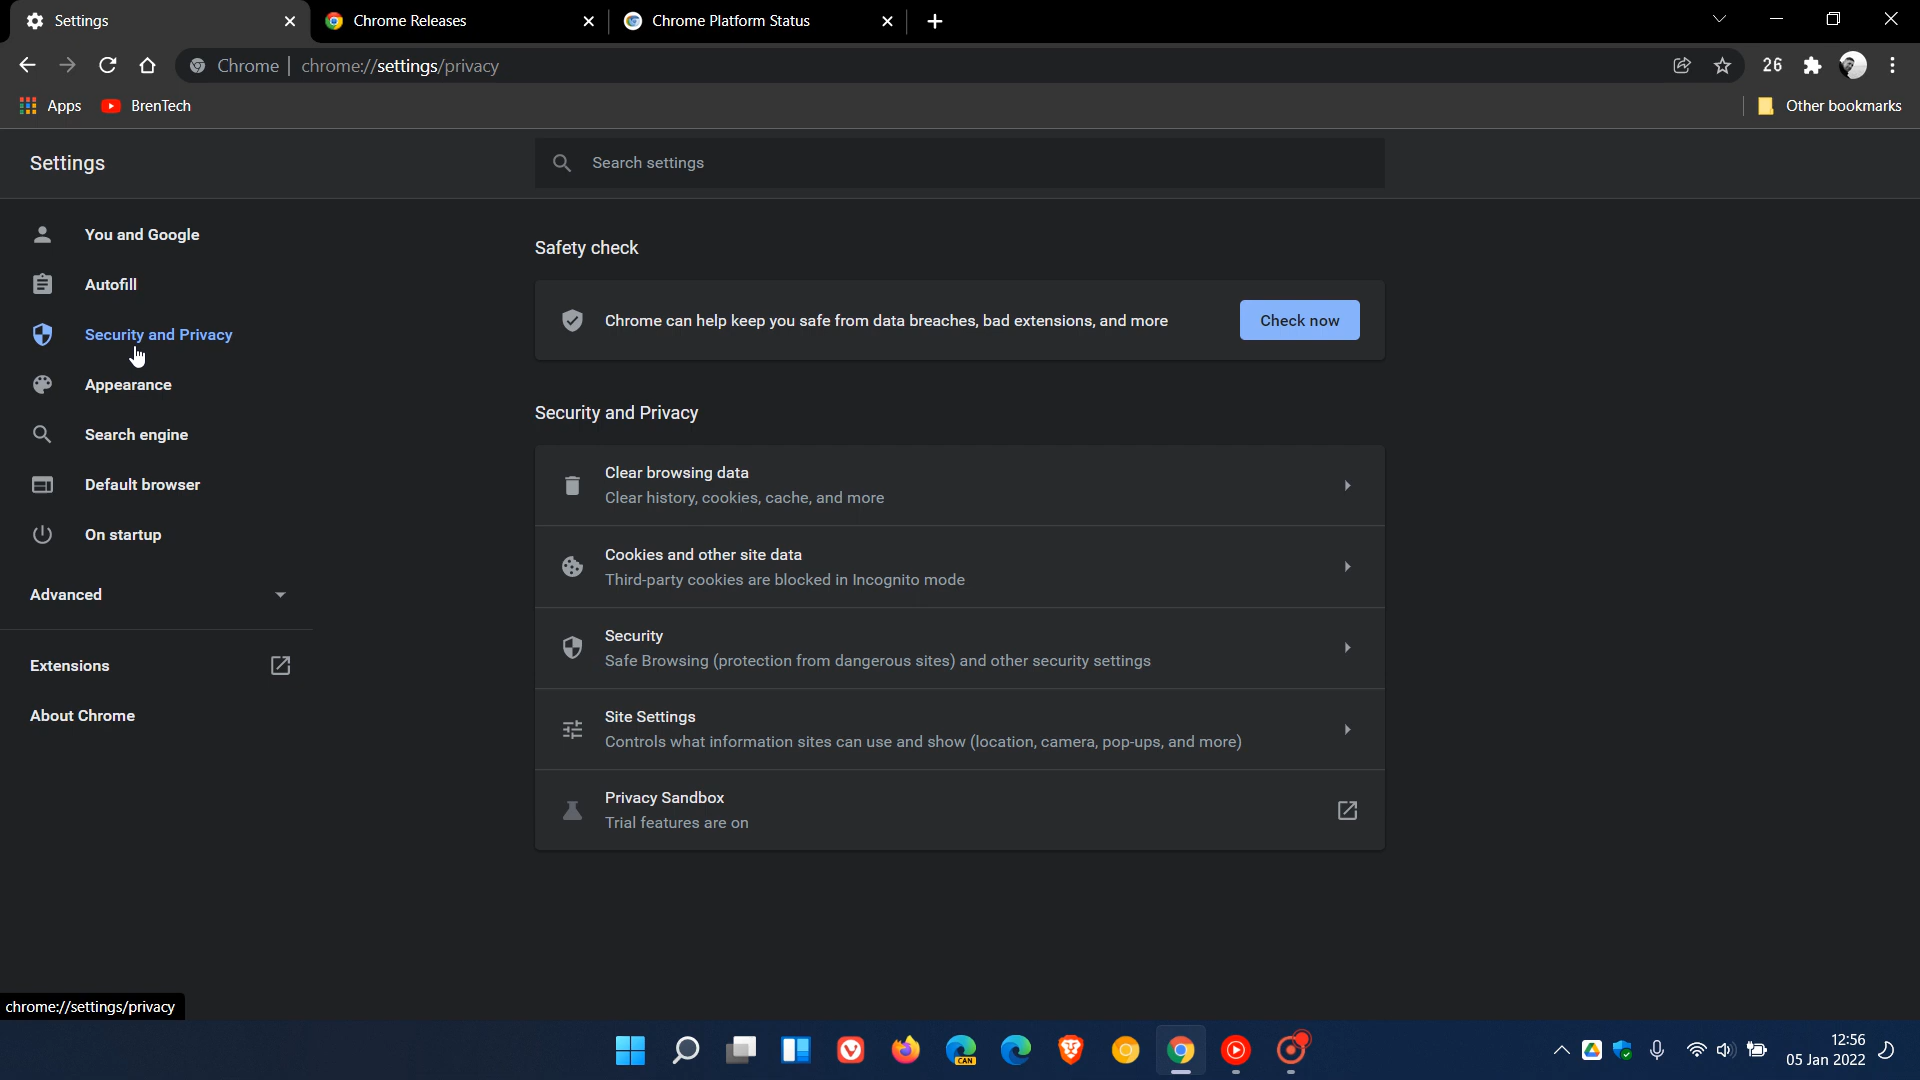 Settings
Chrome Releases
Chrome Platform Status
Chrome | chrome://settings/privacy
26
Apps
BrenTech
Other bookmarks
Settings
Search settings
You and Google
Autofill
Security and Privacy
Appearance
Search engine
Default browser
On startup
Advanced
Extensions
About Chrome
Safety check
Chrome can help keep you safe from data breaches, bad extensions, and more
Check now
Security and Privacy
Clear browsing data
Clear history, cookies, cache, and more
Cookies and other site data
Third-party cookies are blocked in Incognito mode
Security
Safe Browsing (protection from dangerous sites) and other security settings
Site Settings
Controls what information sites can use and show (location, camera, pop-ups, and more)
Privacy Sandbox
Trial features are on
chrome://settings/privacy
CAN
12:56
05 Jan 2022